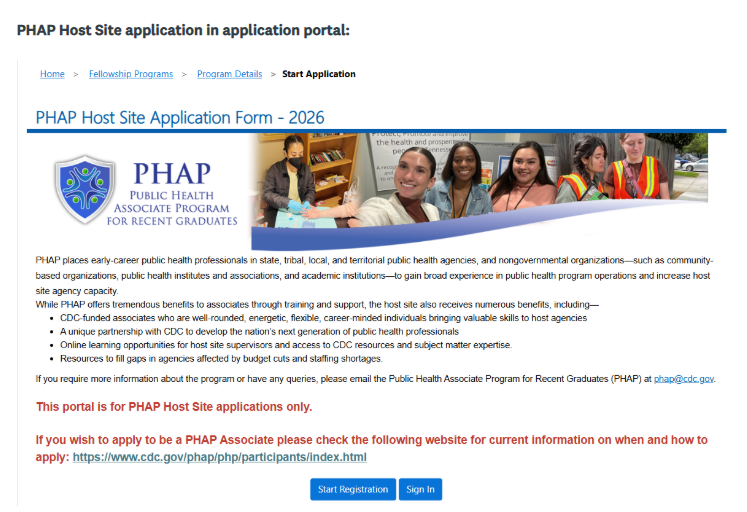 PHAP Host Site application in application portal:
Home > Fellowship Programs > Program Details > Start Application
PHAP Host Site Application Form - 2026
PHAP
PUBLIC HEALTH
ASSOCIATE PROGRAM
FOR RECENT GRADUATES
the health and
PHAP places early-career public health professionals in state, tribal, local, and territorial public health agencies, and nongovernmental organizations—such as community-
based organizations, public health institutes and associations, and academic institutions—to gain broad experience in public health program operations and increase host
site agency capacity.
While PHAP offers tremendous benefits to associates through training and support, the host site also receives numerous benefits, including—
• CDC-funded associates who are well-rounded, energetic, flexible, career-minded individuals bringing valuable skills to host agencies
• A unique partnership with CDC to develop the nation's next generation of public health professionals
• Online learning opportunities for host site supervisors and access to CDC resources and subject matter expertise.
• Resources to fill gaps in agencies affected by budget cuts and staffing shortages.
If you require more information about the program or have any queries, please email the Public Health Associate Program for Recent Graduates (PHAP) at phap@cdc.gov.
This portal is for PHAP Host Site applications only.
If you wish to apply to be a PHAP Associate please check the following website for current information on when and how to
apply: https://www.cdc.gov/phap/php/participants/index.html
Start Registration Sign In